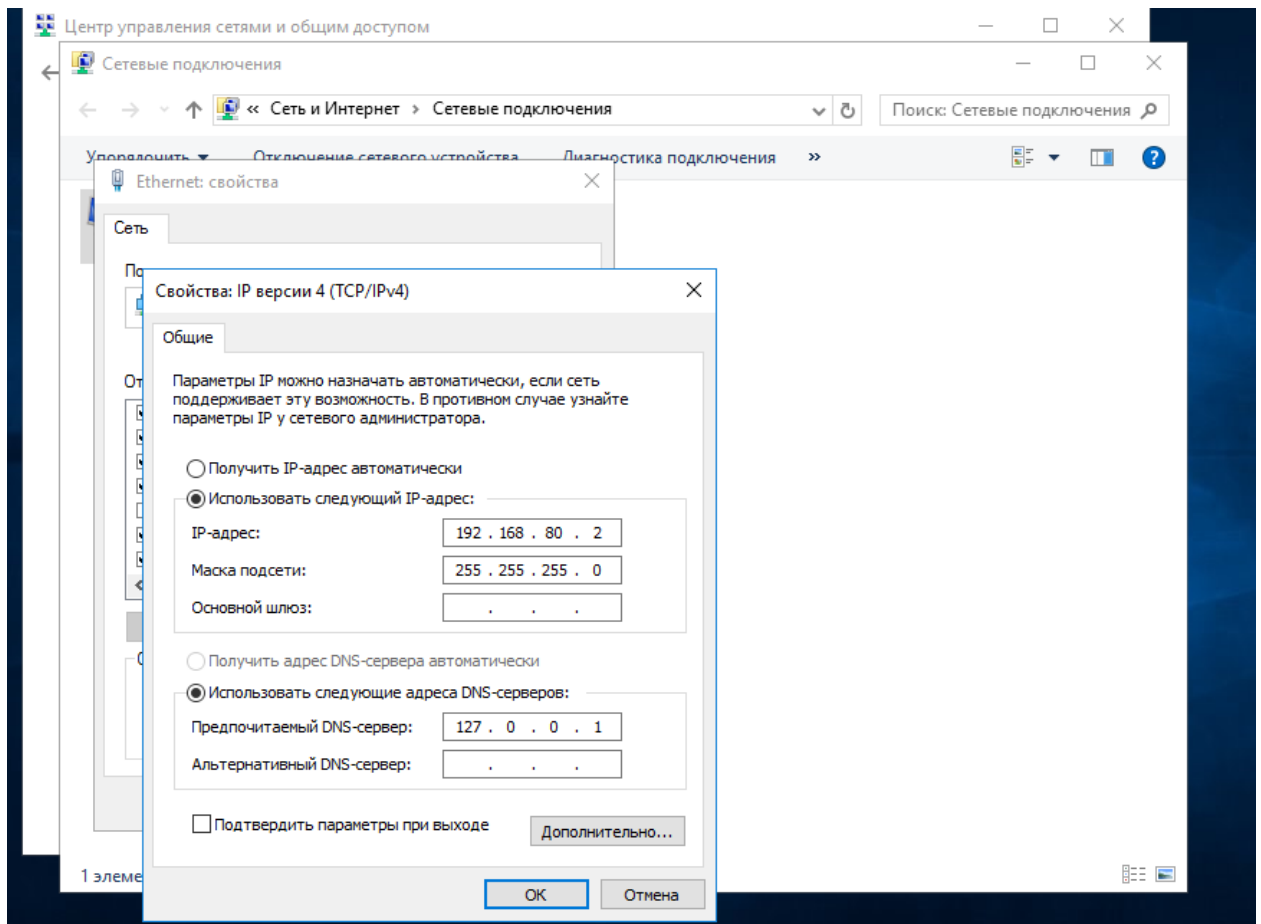 Центр управления сетями и общим доступом
Сетевые подключения
« Сеть и Интернет › Сетевые подключения
Поиск: Сетевые подключения
Упорядочить
Отключение сетевого устройства
Диагностика подключения
»
Ethernet: свойства
Сеть
Свойства: IP версии 4 (TCP/IPv4)
Общие
Параметры IP можно назначать автоматически, если сеть
поддерживает эту возможность. В противном случае узнайте
параметры IP у сетевого администратора.
Получить IP-адрес автоматически
Использовать следующий IP-адрес:
IP-адрес: 192 . 168 . 80 . 2
Маска подсети: 255 . 255 . 255 . 0
Основной шлюз: . . .
Получить адрес DNS-сервера автоматически
Использовать следующие адреса DNS-серверов:
Предпочитаемый DNS-сервер: 127 . 0 . 0 . 1
Альтернативный DNS-сервер: . . .
Подтвердить параметры при выходе
Дополнительно...
1 элеме
OK
Отмена